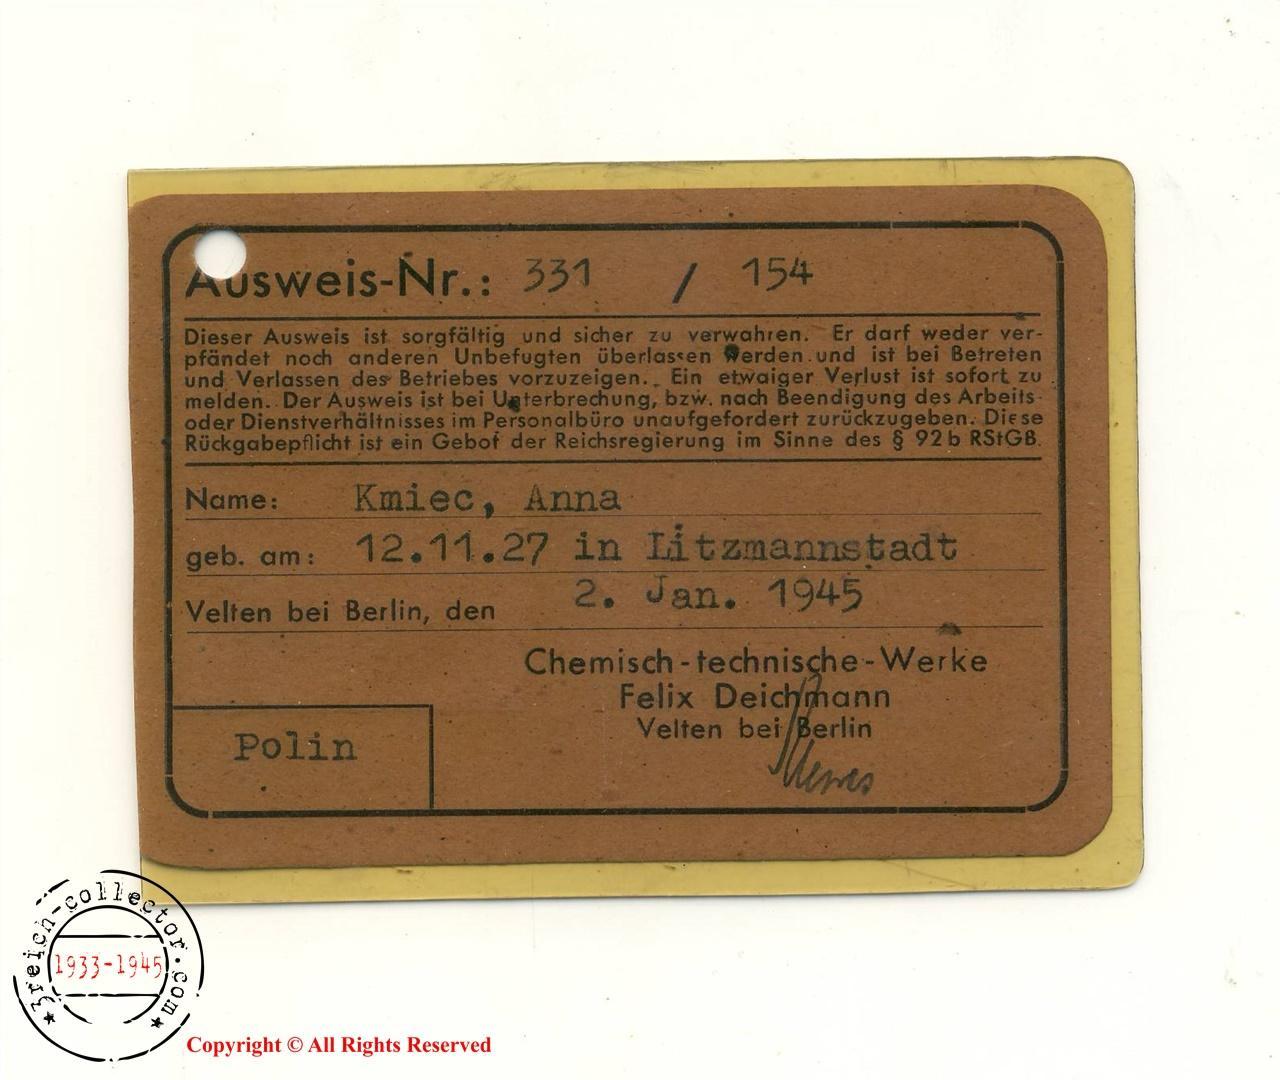 Ausweis-Nr.: 331 / 154
Dieser Ausweis ist sorgfältig und sicher zu verwahren. Er darf weder ver-
pfändet noch anderen Unbefugten überlassen werden und ist bei Betreten
und Verlassen des Betriebes vorzuzeigen. Ein etwaiger Verlust ist sofort zu
melden. Der Ausweis ist bei Unterbrechung, bzw. nach Beendigung des Arbeits-
oder Dienstverhältnisses im Personalbüro unaufgefordert zurückzugeben. Diese
Rückgabepflicht ist ein Gebot der Reichsregierung im Sinne des § 92b RStGB.
Name: Kmiec, Anna
geb. am: 12.11.27 in Litzmannstadt
Velten bei Berlin, den 2. Jan. 1945
Chemisch-technische-Werke
Felix Deichmann
Velten bei Berlin
Polin
3reich-collector.com
1933-1945
Copyright © All Rights Reserved